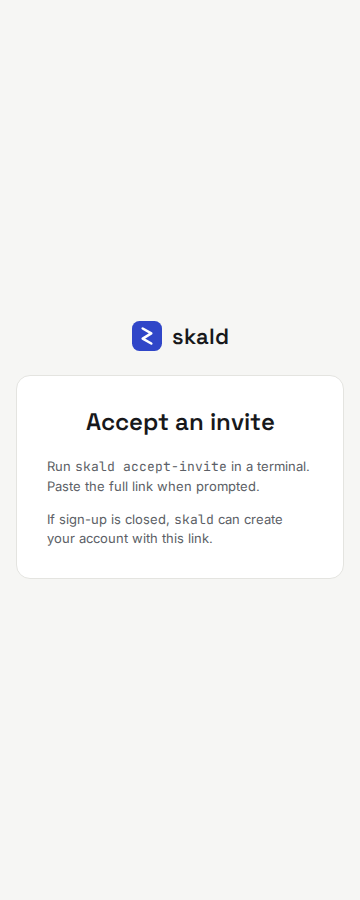 skald
Accept an invite
Run skald accept-invite in a terminal.
Paste the full link when prompted.
If sign-up is closed, skald can create
your account with this link.